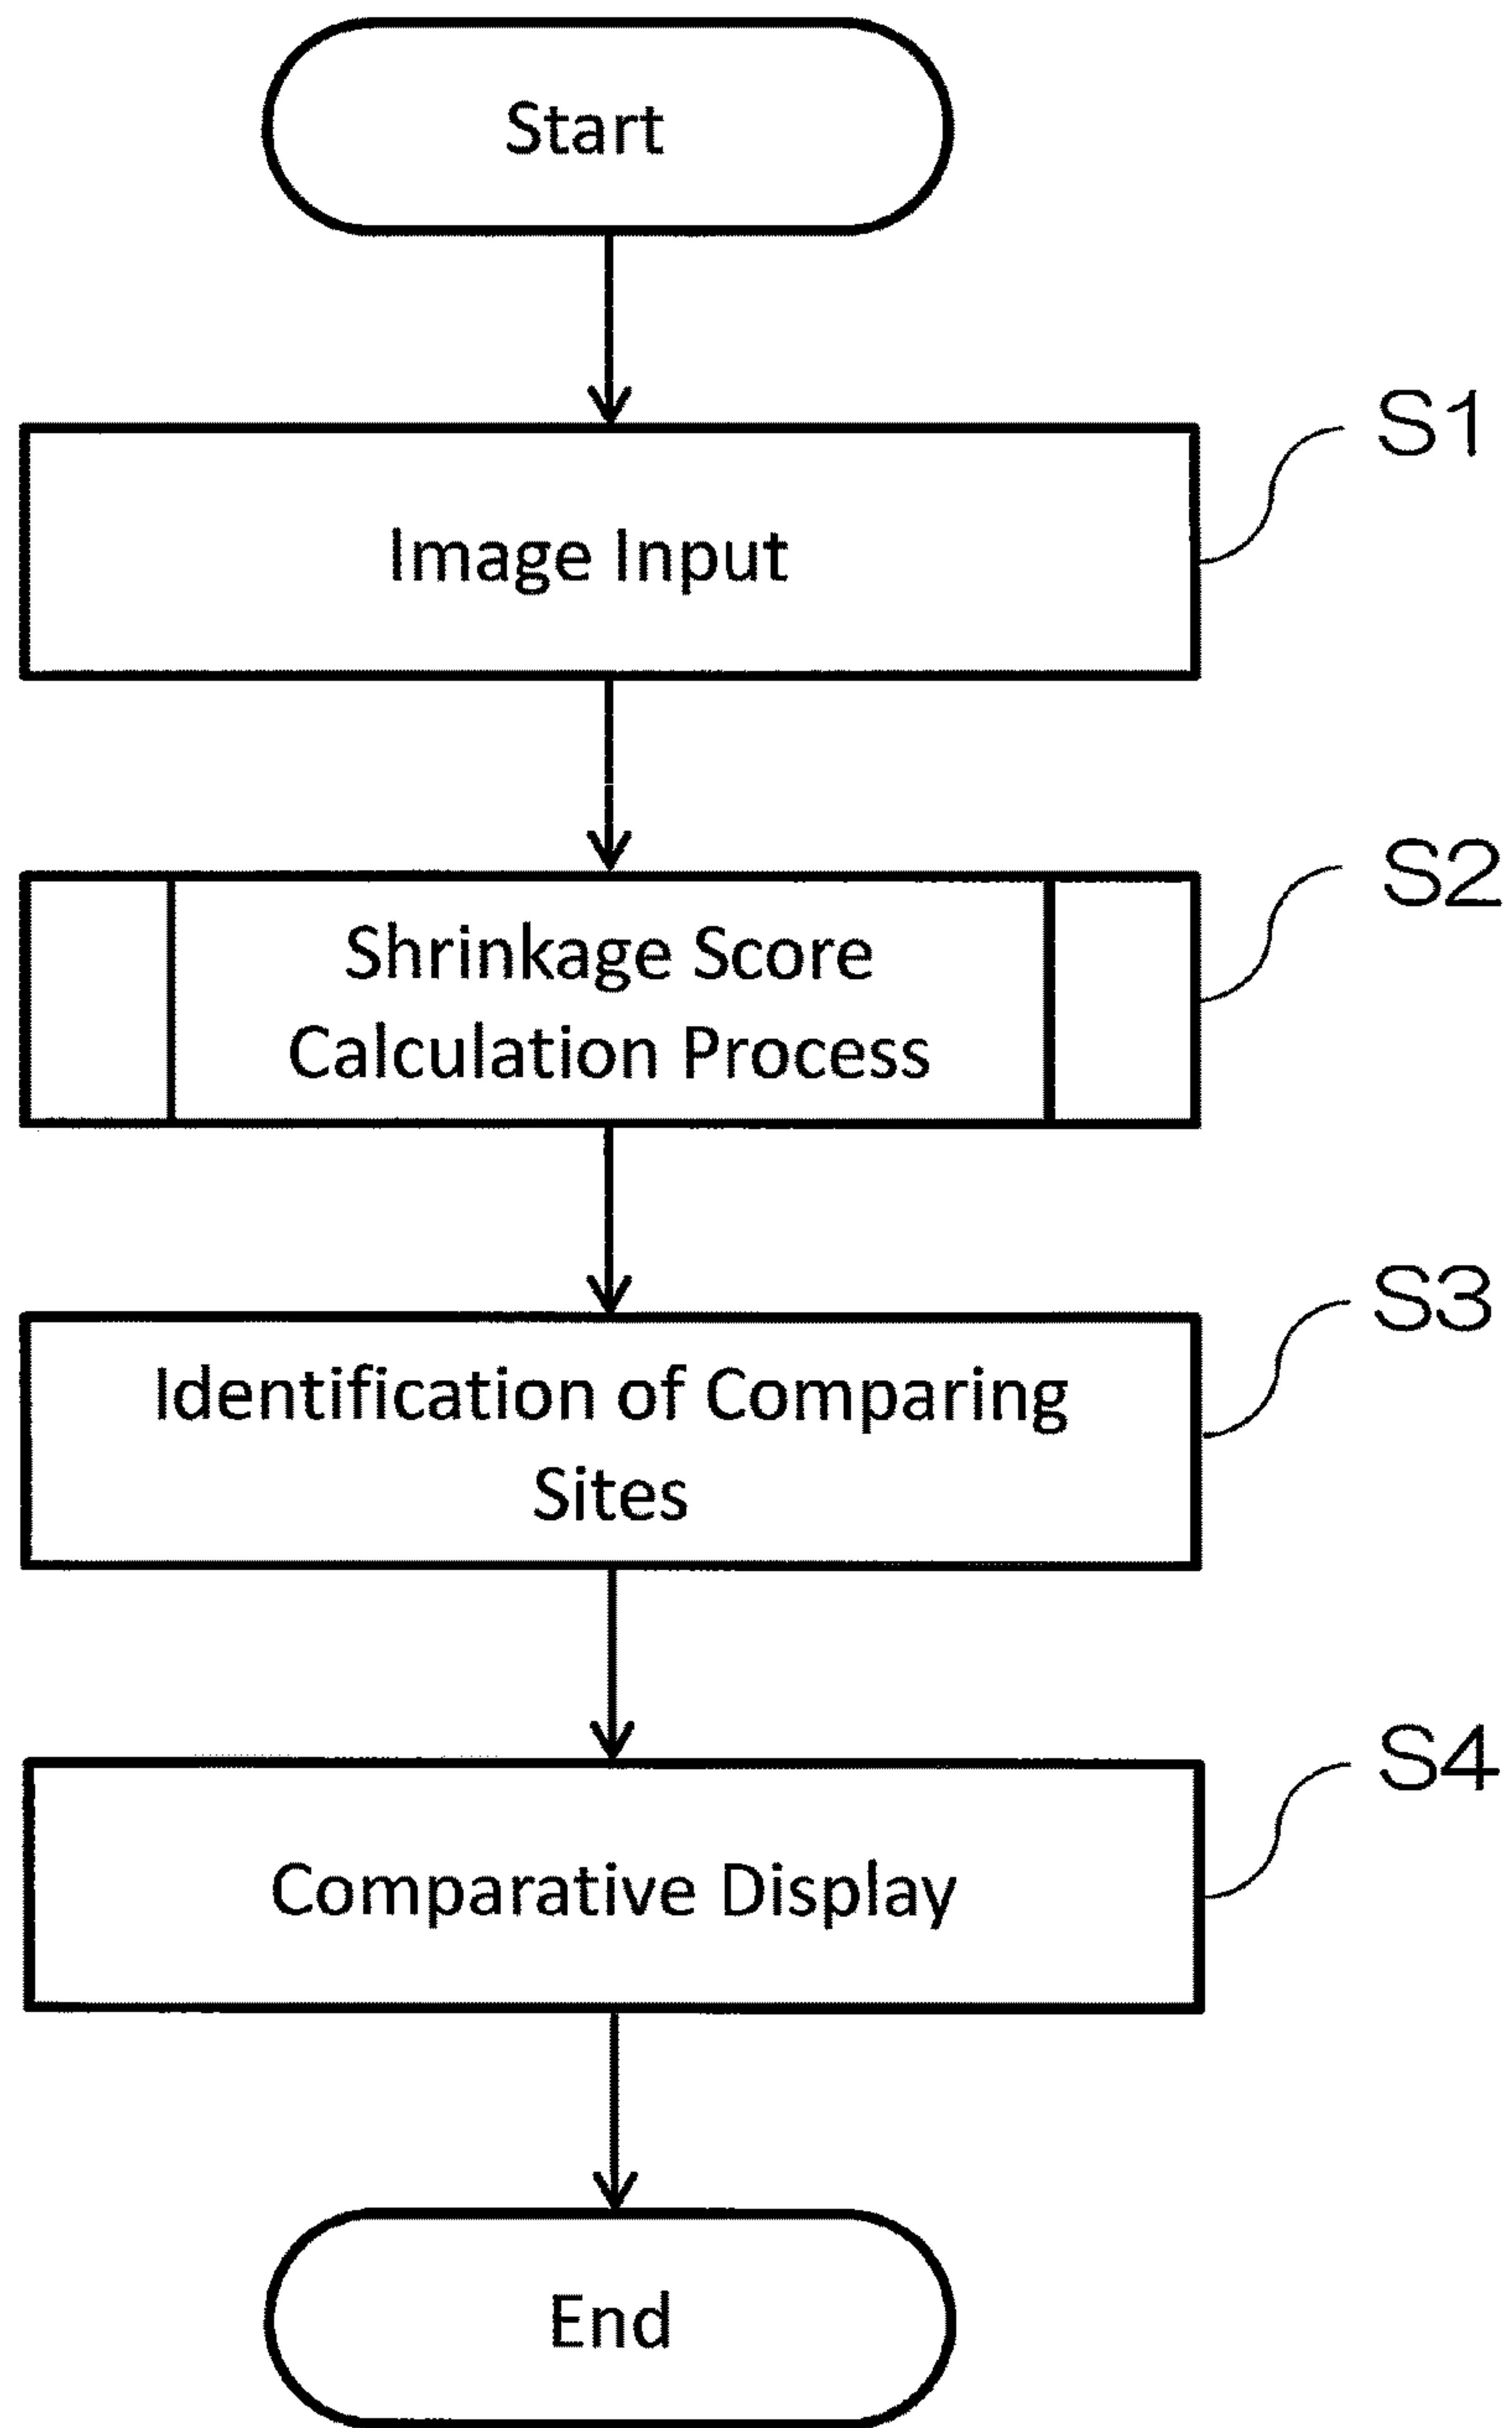 Start
S1
Image Input
S2
Shrinkage Score
Calculation Process
S3
Identification of Comparing
Sites
S4
Comparative Display
End